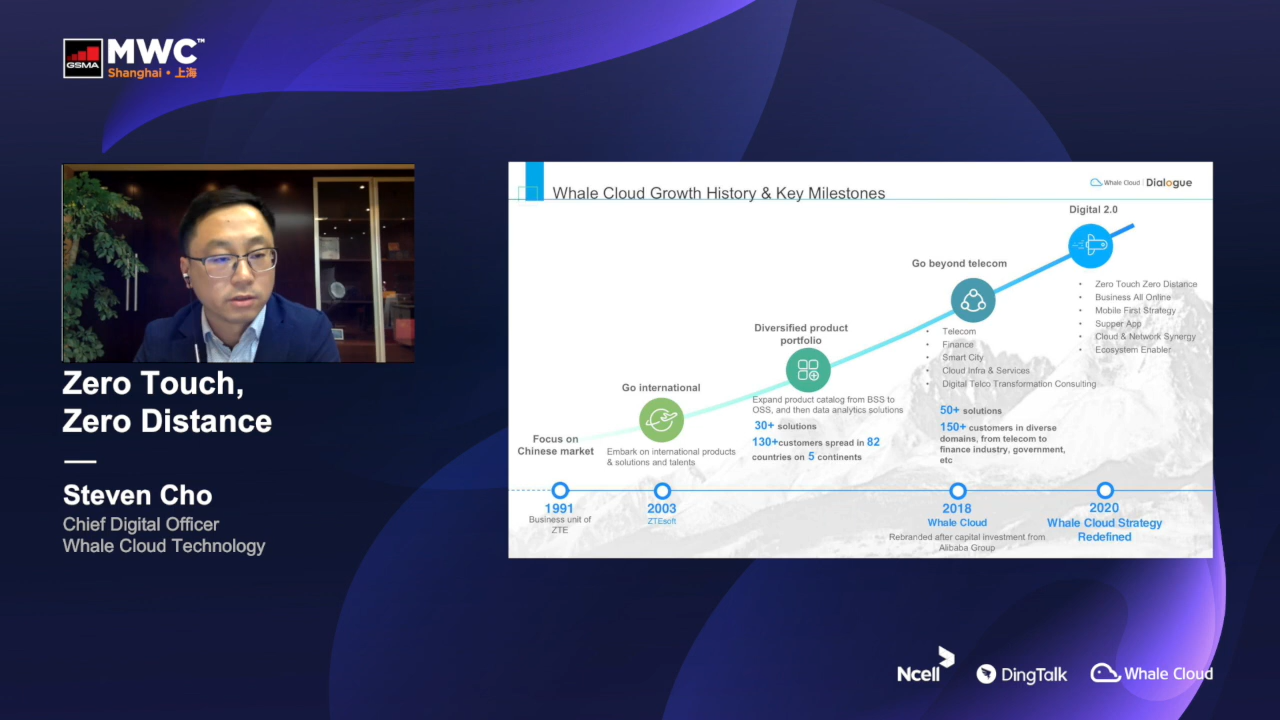 GSMA
MWC™
Shanghai • 上海
Zero Touch,
Zero Distance
Steven Cho
Chief Digital Officer
Whale Cloud Technology
Whale Cloud Growth History & Key Milestones
Whale Cloud | Dialogue
Focus on
Chinese market
Go international
Embark on international products
& solutions and talents
Diversified product
portfolio
Expand product catalog from BSS to
OSS, and then data analytics solutions
30+ solutions
130+customers spread in 82
countries on 5 continents
Go beyond telecom
• Telecom
• Finance
• Smart City
• Cloud Infra & Services
• Digital Telco Transformation Consulting
50+ solutions
150+ customers in diverse
domains, from telecom to
finance industry, government,
etc
Digital 2.0
• Zero Touch Zero Distance
• Business All Online
• Mobile First Strategy
• Supper App
• Cloud & Network Synergy
• Ecosystem Enabler
1991
Business unit of
ZTE
2003
ZTEsoft
2018
Whale Cloud
Rebranded after capital investment from
Alibaba Group
2020
Whale Cloud Strategy
Redefined
Ncell
DingTalk
Whale Cloud